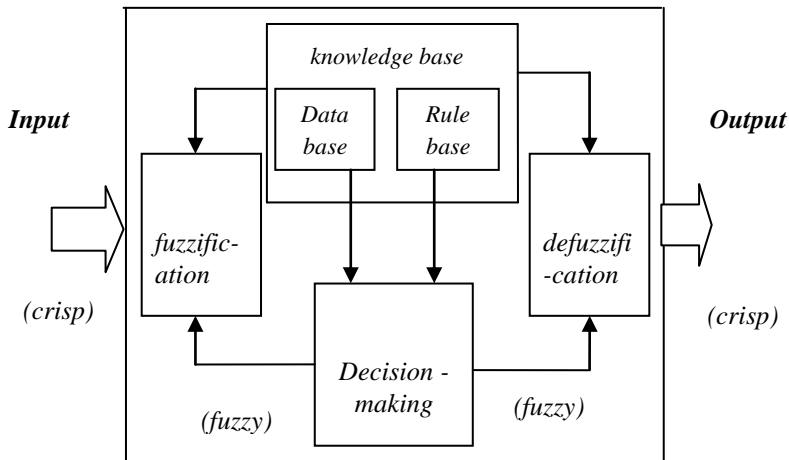 knowledge base
Data
base
Rule
base
Input
Output
fuzzific-
ation
defuzzifi
-cation
(crisp)
(crisp)
Decision -
making
(fuzzy)
(fuzzy)